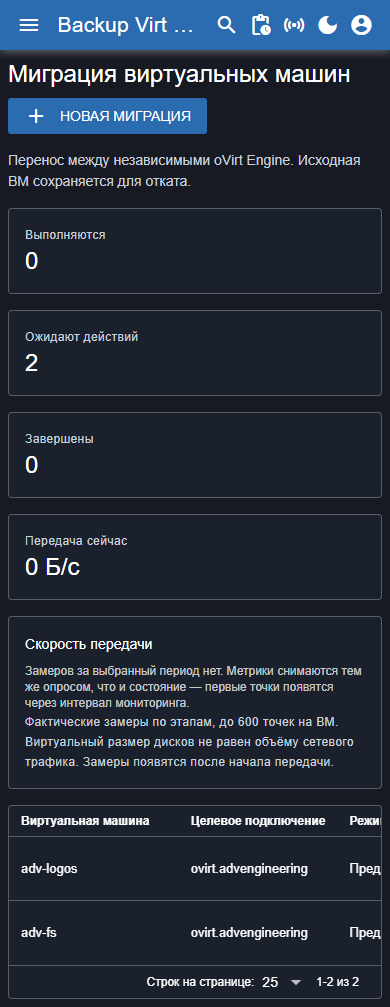 Backup Virt ...
Миграция виртуальных машин
НОВАЯ МИГРАЦИЯ
Перенос между независимыми oVirt Engine. Исходная
ВМ сохраняется для отката.
Выполняются
0
Ожидают действий
2
Завершены
0
Передача сейчас
0 Б/с
Скорость передачи
Замеров за выбранный период нет. Метрики снимаются тем
же опросом, что и состояние — первые точки появятся
через интервал мониторинга.
Фактические замеры по этапам, до 600 точек на ВМ.
Виртуальный размер дисков не равен объёму сетевого
трафика. Замеры появятся после начала передачи.
Виртуальная машина Целевое подключение Режи
adv-logos ovirt.advengineering Пред
adv-fs ovirt.advengineering Пред
Строк на странице: 25 1-2 из 2